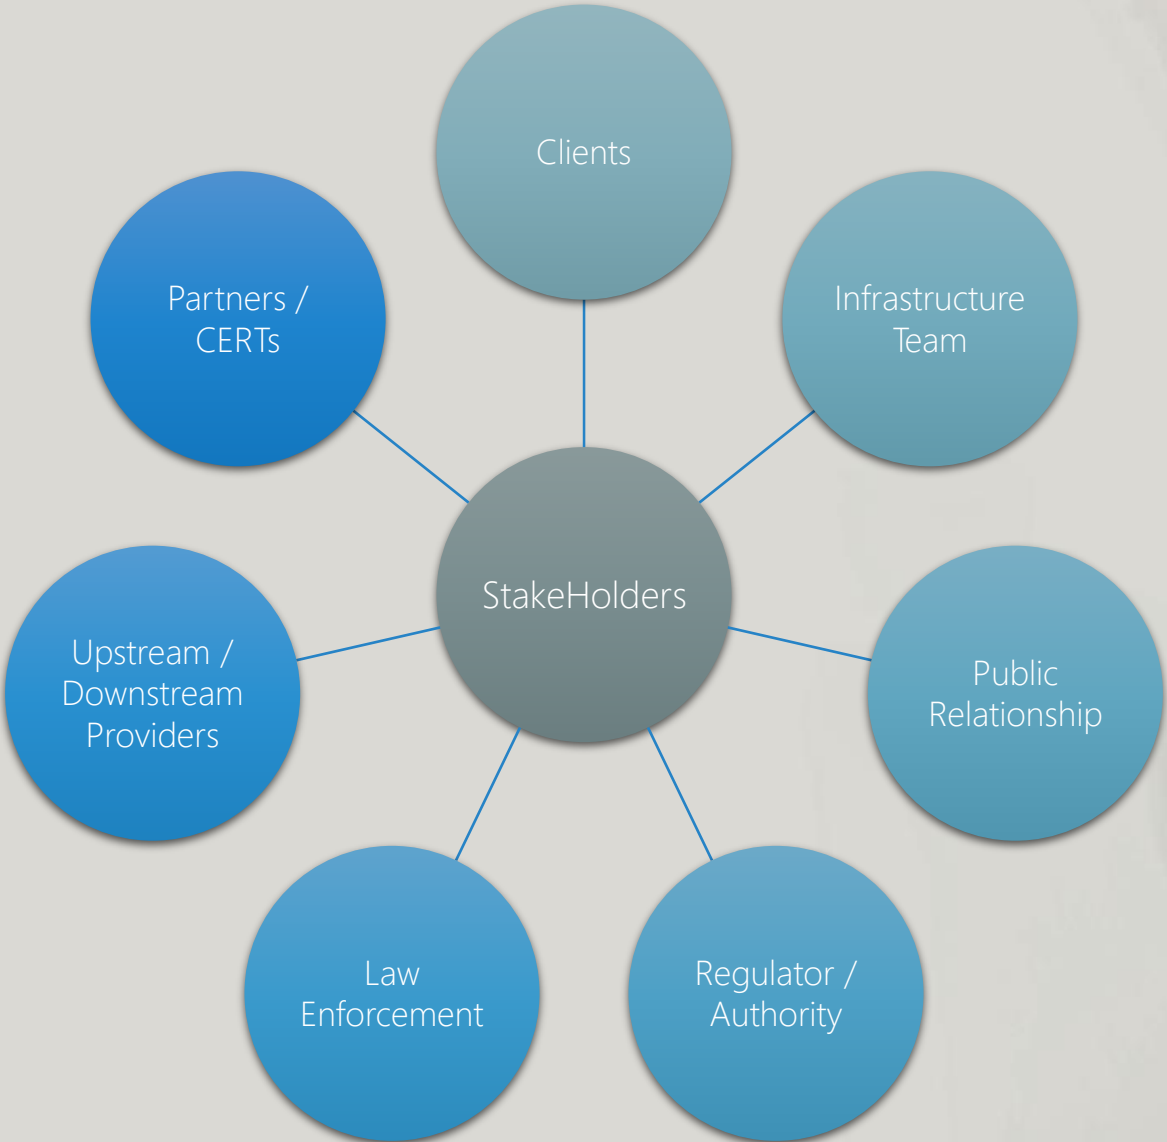 Clients
Infrastructure
Team
Public
Relationship
Regulator /
Authority
Law
Enforcement
Upstream /
Downstream
Providers
Partners /
CERTs
StakeHolders